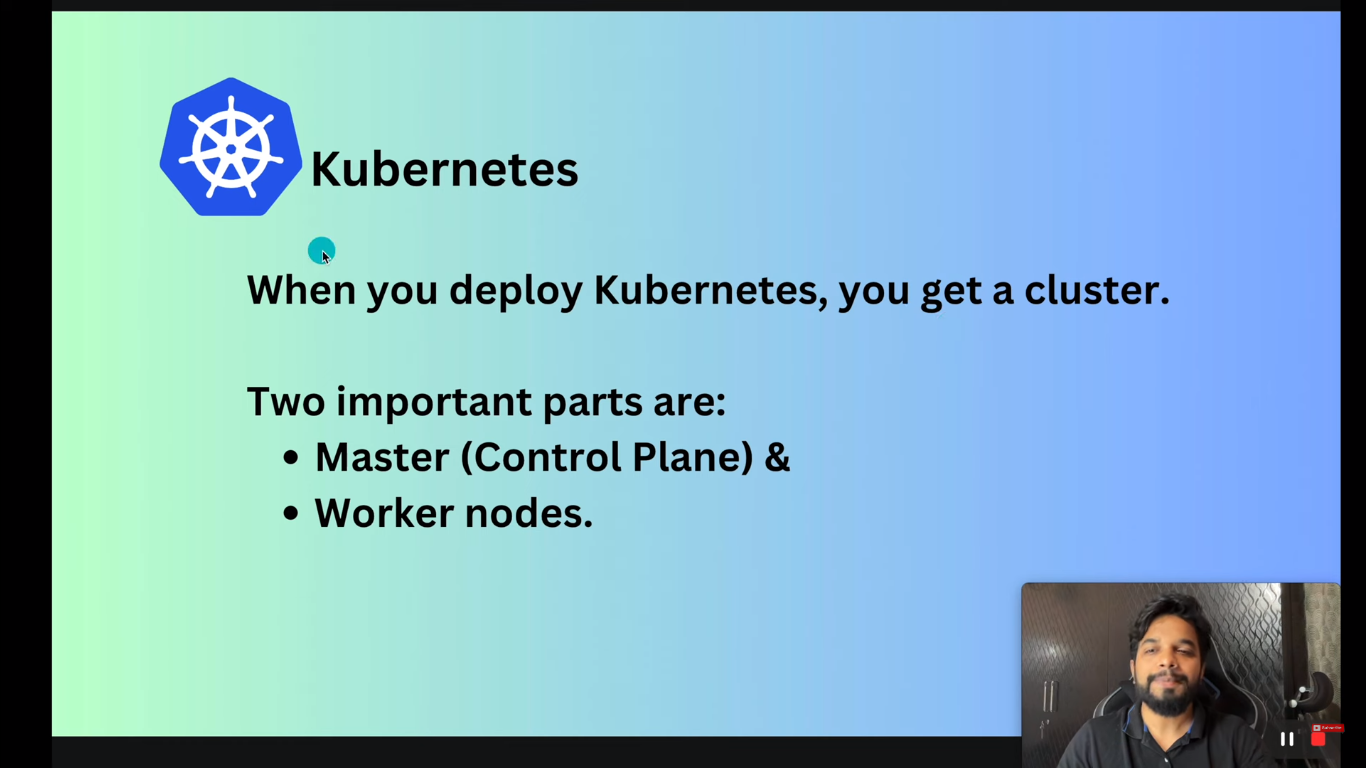 Kubernetes
When you deploy Kubernetes, you get a cluster.
Two important parts are:
• Master (Control Plane) &
• Worker nodes.